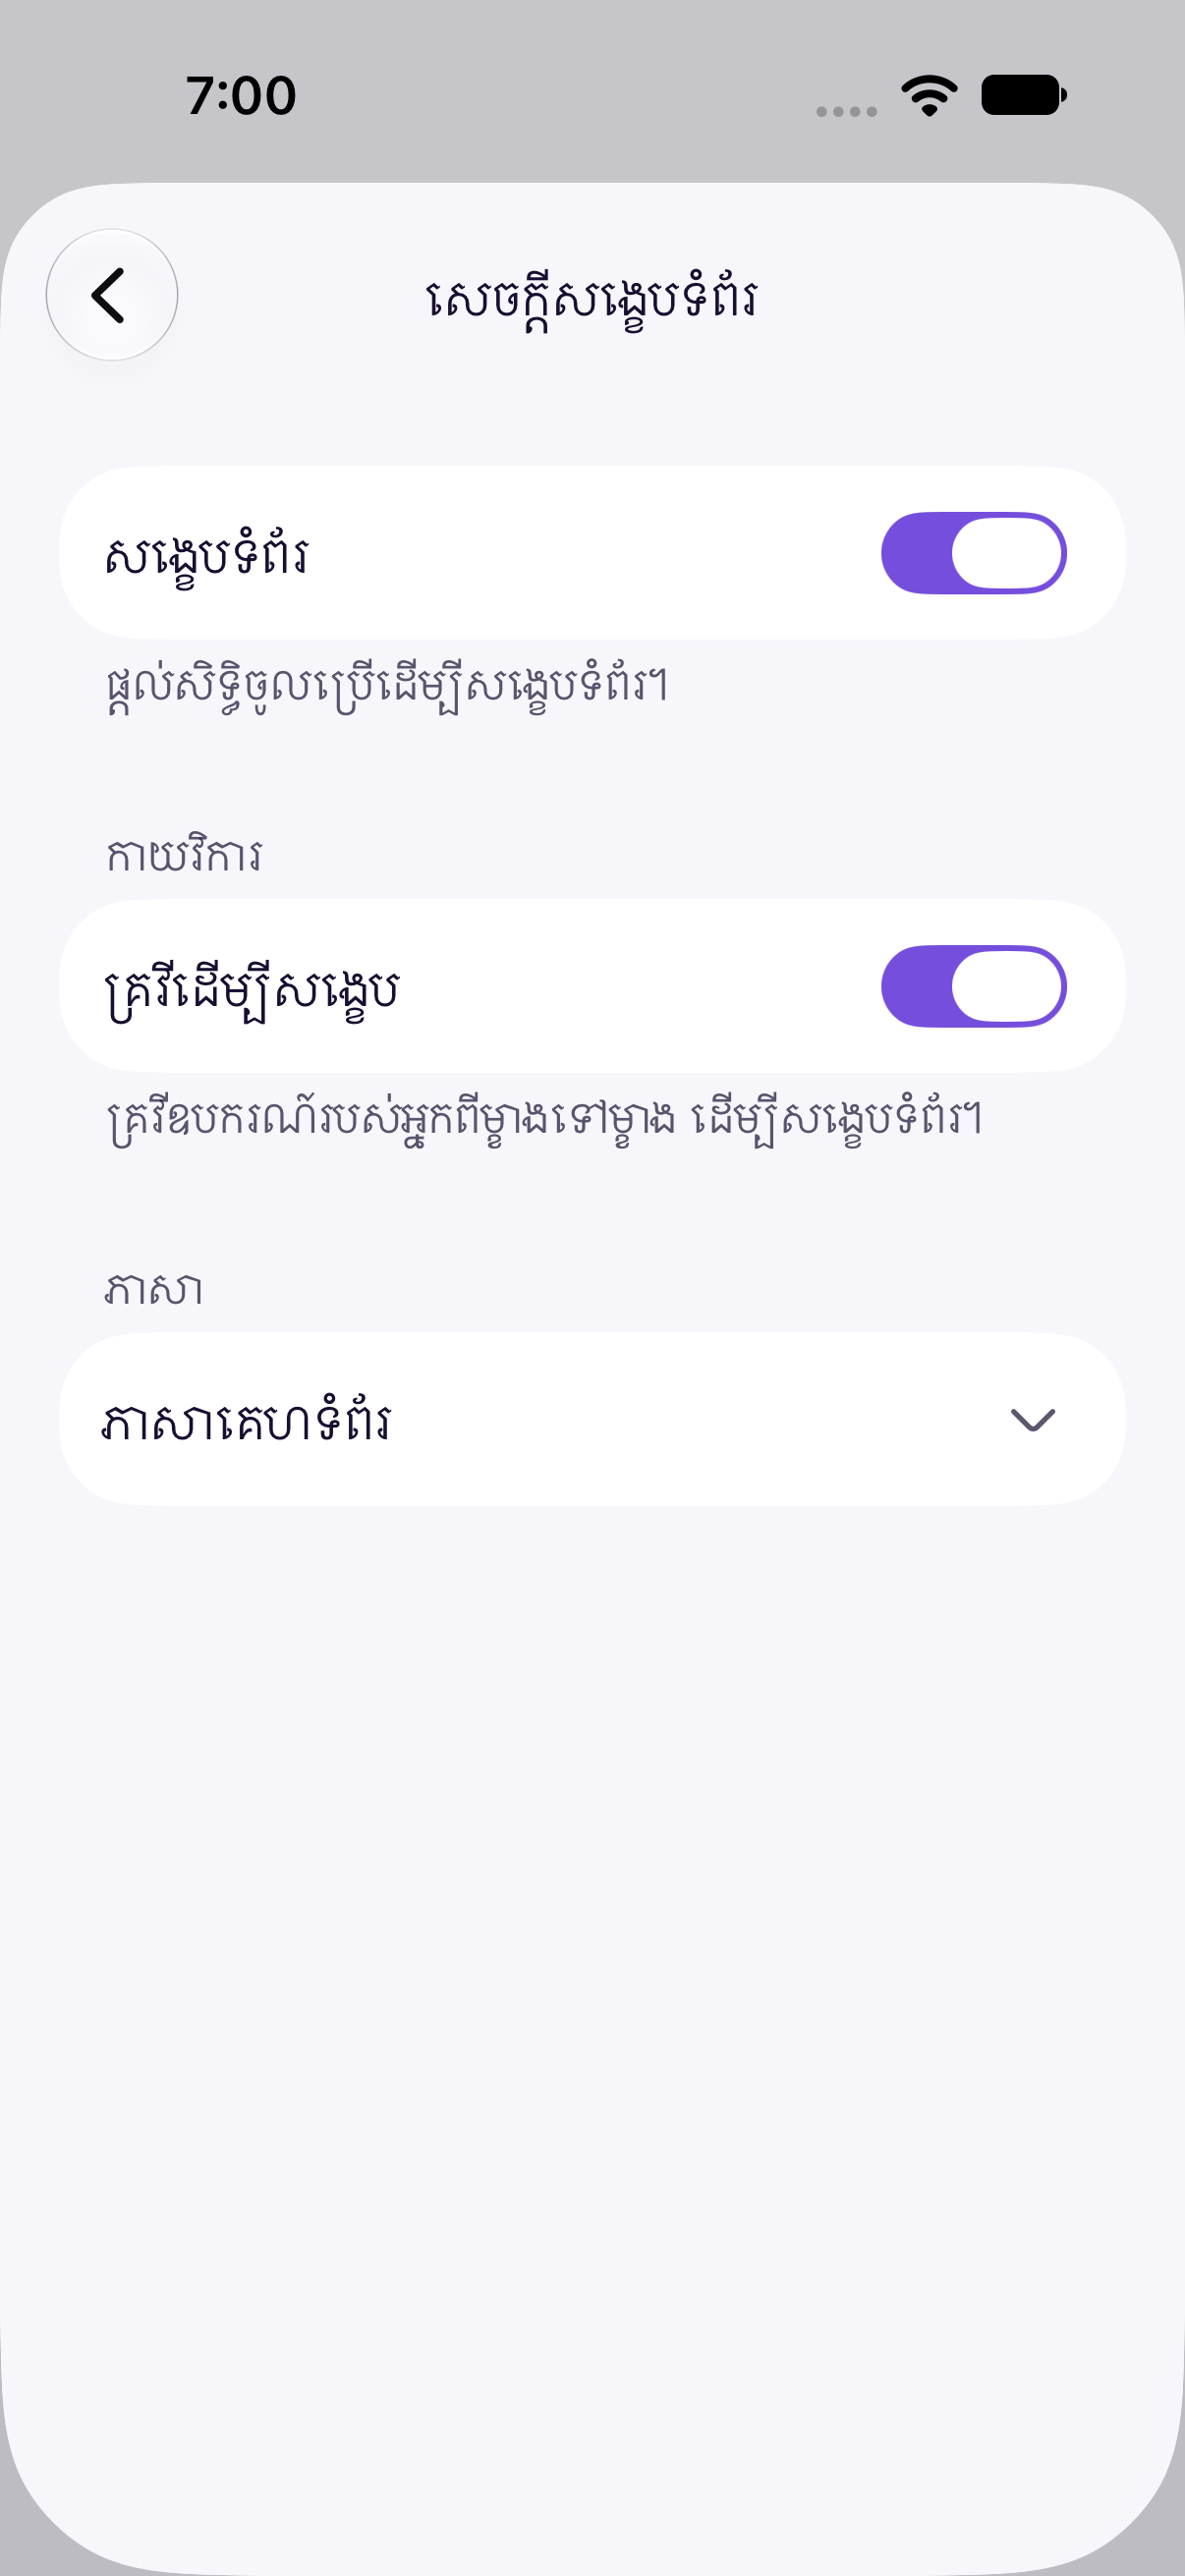 7:00
សេចក្ដីសង្ខេបទំព័រ
សង្ខេបទំព័រ
ផ្ដល់សិទ្ធិចូលប្រើដើម្បីសង្ខេបទំព័រ។
កាយវិការ
គ្រវីដើម្បីសង្ខេប
គ្រវីឧបករណ៍របស់អ្នកពីម្ខាងទៅម្ខាង ដើម្បីសង្ខេបទំព័រ។
ភាសា
ភាសាគេហទំព័រ